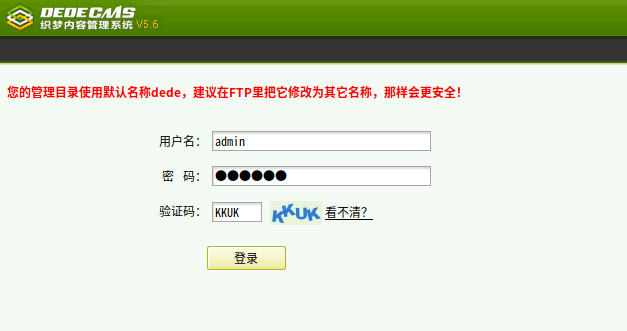 DEDECMS
织梦内容管理系统 V5.6
您的管理目录使用默认名称dede，建议在FTP里把它修改为其它名称，那样会更安全！
用户名： admin
密 码： ●●●●●●
验证码： KKUK KKUK 看不清？
登录